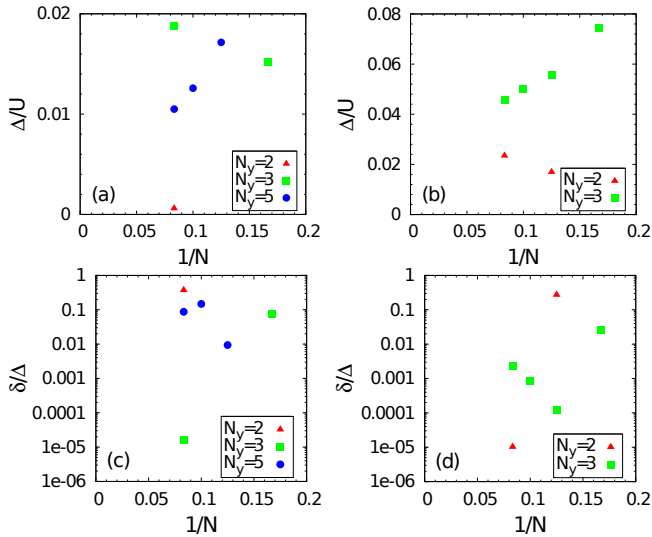 0.02
0.01
0
Δ/U
0
0.05
0.1
0.15
0.2
1/N
(a)
N_y=2
N_y=3
N_y=5
0.08
0.06
0.04
0.02
0
Δ/U
0
0.05
0.1
0.15
0.2
1/N
(b)
N_y=2
N_y=3
1
0.1
0.01
0.001
0.0001
1e-05
1e-06
δ/Δ
0
0.05
0.1
0.15
0.2
1/N
(c)
N_y=2
N_y=3
N_y=5
1
0.1
0.01
0.001
0.0001
1e-05
1e-06
δ/Δ
0
0.05
0.1
0.15
0.2
1/N
(d)
N_y=2
N_y=3